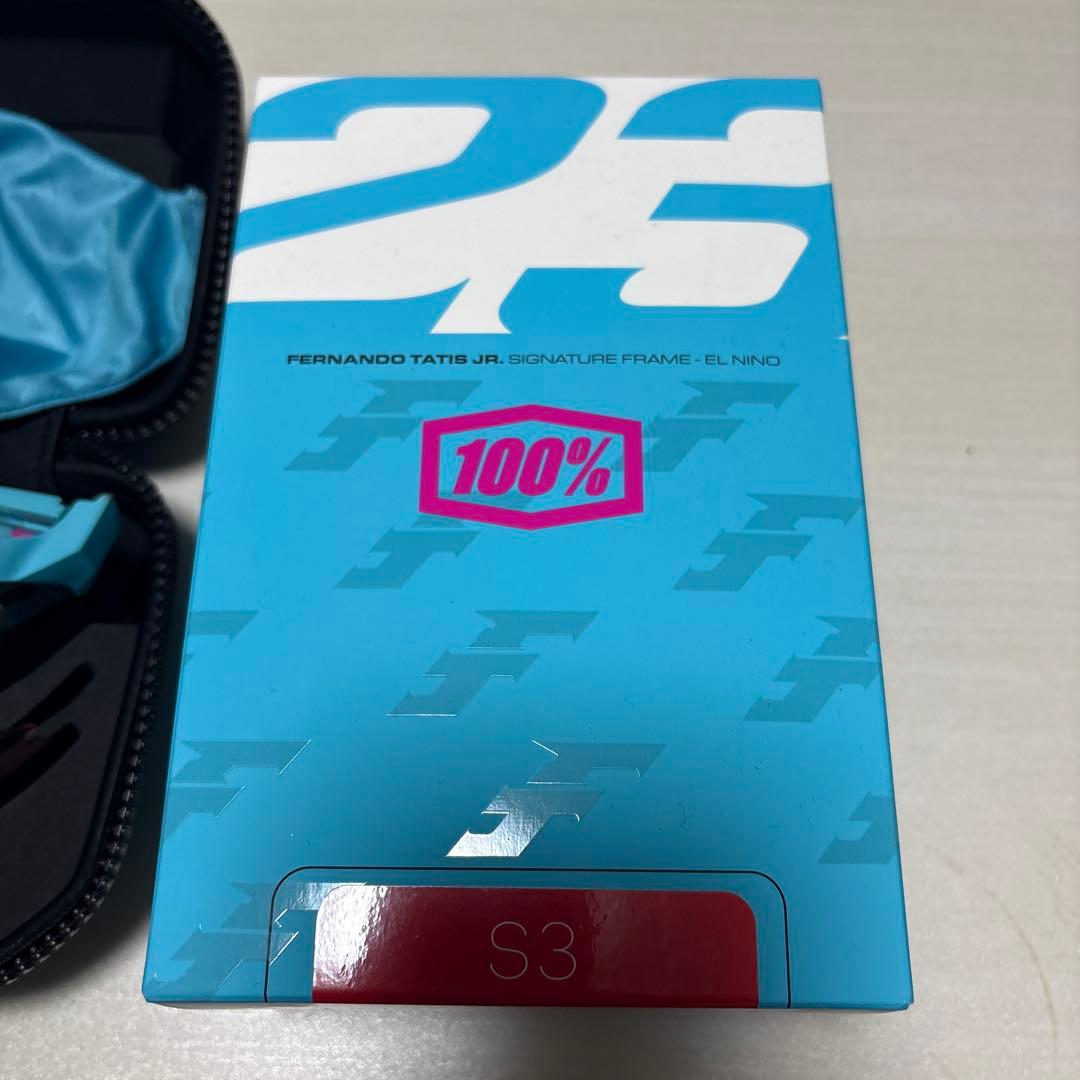 23
FERNANDO TATIS JR. SIGNATURE FRAME - EL NINO
100%
S3